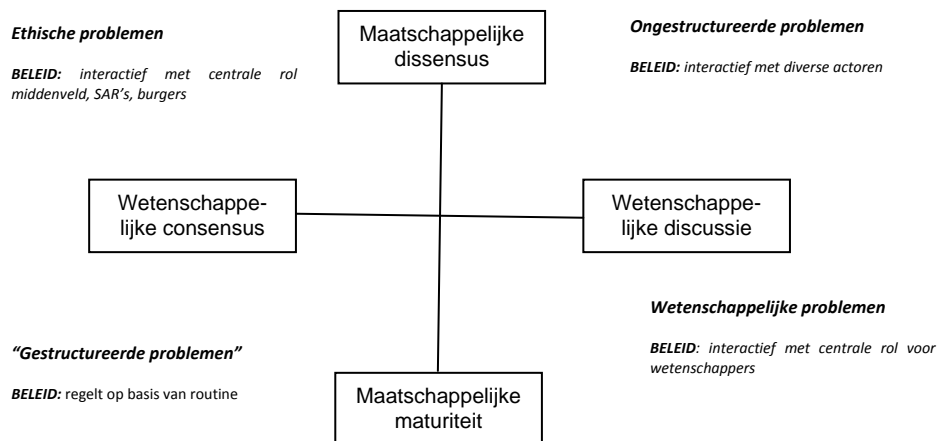 Ethische problemen
BELEID: interactief met centrale rol
middenveld, SAR's, burgers
Maatschappelijke
dissensus
Ongestructureerde problemen
BELEID: interactief met diverse actoren
Wetenschappe-
lijke consensus
Wetenschappe-
lijke discussie
“Gestructureerde problemen”
BELEID: regelt op basis van routine
Maatschappelijke
maturiteit
Wetenschappelijke problemen
BELEID: interactief met centrale rol voor
wetenschappers